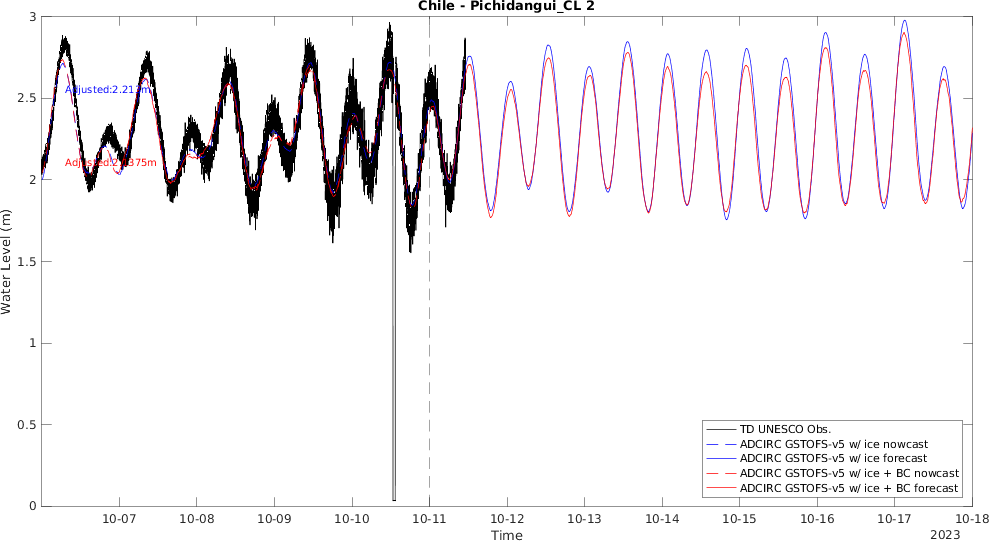 Chile - Pichidangui_CL 2
Water Level (m)
3
2.5
2
1.5
1
0.5
0
Adjusted:2.212m
10-07
10-08
10-09
10-10
10-11
10-12
10-13
10-14
10-15
10-16
10-17
10-18
Time
2023
TD UNESCO Obs.
ADCIRC GSTOFS-v5 w/ ice nowcast
ADCIRC GSTOFS-v5 w/ ice forecast
ADCIRC GSTOFS-v5 w/ ice + BC nowcast
ADCIRC GSTOFS-v5 w/ ice + BC forecast